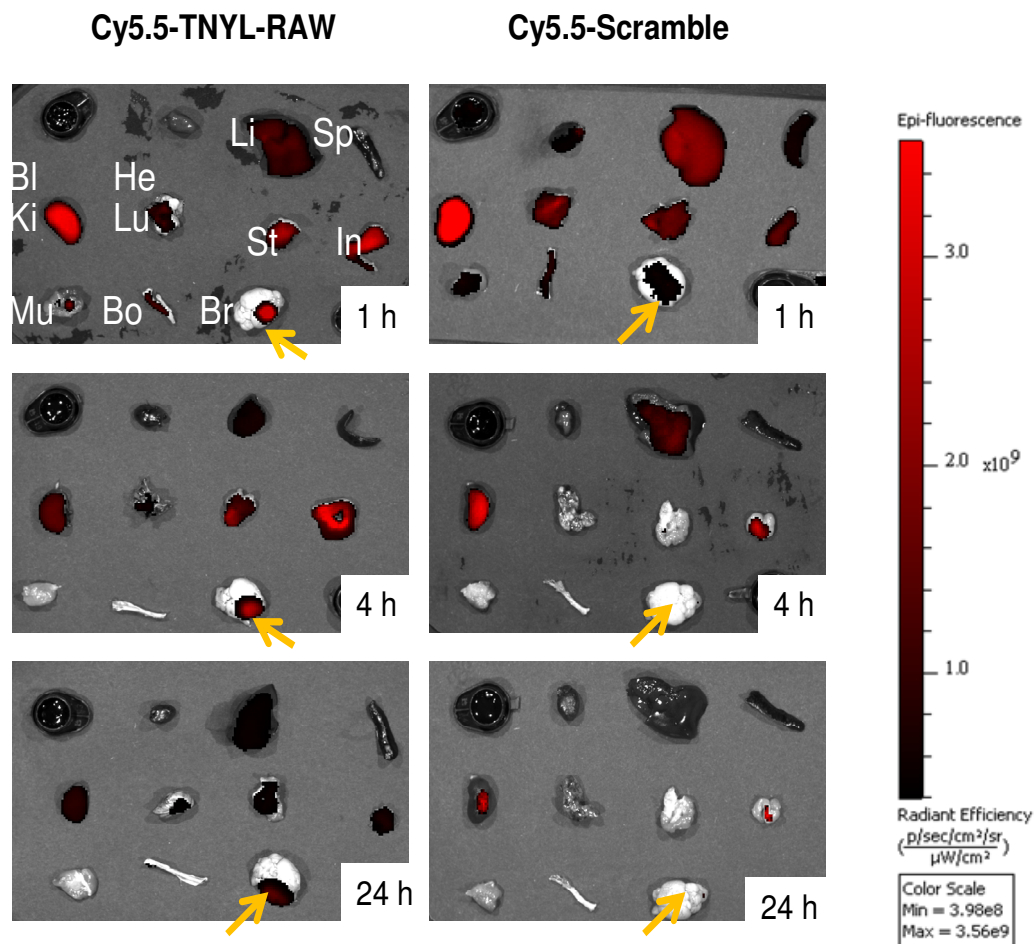 Cy5.5-TNYL-RAW Cy5.5-Scramble
Li Sp
Bl He
Ki Lu
St In
Mu Bo Br
1 h 1 h
4 h 4 h
24 h 24 h
Epi-fluorescence
3.0
2.0 x10⁹
1.0
Radiant Efficiency
(p/sec/cm²/sr
µW/cm²)
Color Scale
Min = 3.98e8
Max = 3.56e9